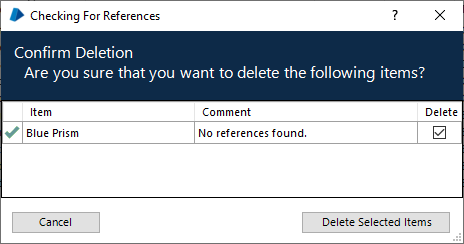 Checking For References
Confirm Deletion
Are you sure that you want to delete the following items?
Item Comment Delete
Blue Prism No references found.
Cancel Delete Selected Items